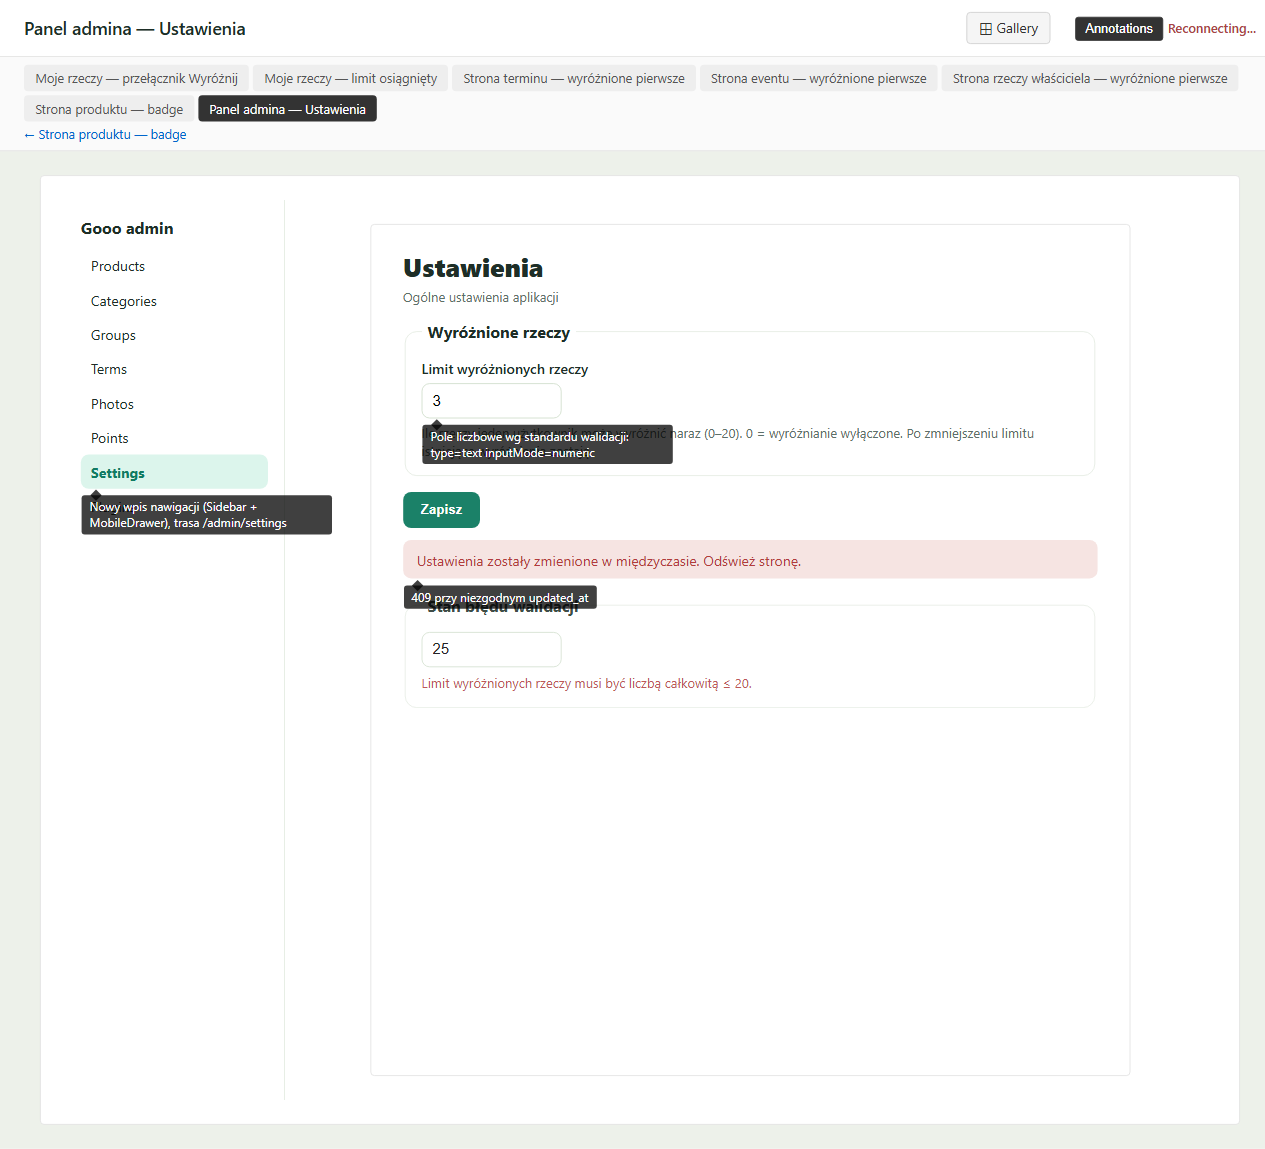 Panel admina — Ustawienia
Gallery
Annotations
Reconnecting...
Moje rzeczy — przełącznik Wyróżnij
Moje rzeczy — limit osiągnięty
Strona terminu — wyróżnione pierwsze
Strona eventu — wyróżnione pierwsze
Strona rzeczy właściciela — wyróżnione pierwsze
Strona produktu — badge
Panel admina — Ustawienia
← Strona produktu — badge
Gooo admin
Products
Categories
Groups
Terms
Photos
Points
Settings
Nowy wpis nawigacji (Sidebar +
MobileDrawer), trasa /admin/settings
Ustawienia
Ogólne ustawienia aplikacji
Wyróżnione rzeczy
Limit wyróżnionych rzeczy
3
naraz (0–20). 0 = wyróżnianie wyłączone. Po zmniejszeniu limitu
Pole liczbowe wg standardu walidacji:
type=text inputMode=numeric
Zapisz
Ustawienia zostały zmienione w międzyczasie. Odśwież stronę.
409 przy niezgodnym updated_at
Stan błędu walidacji
25
Limit wyróżnionych rzeczy musi być liczbą całkowitą ≤ 20.